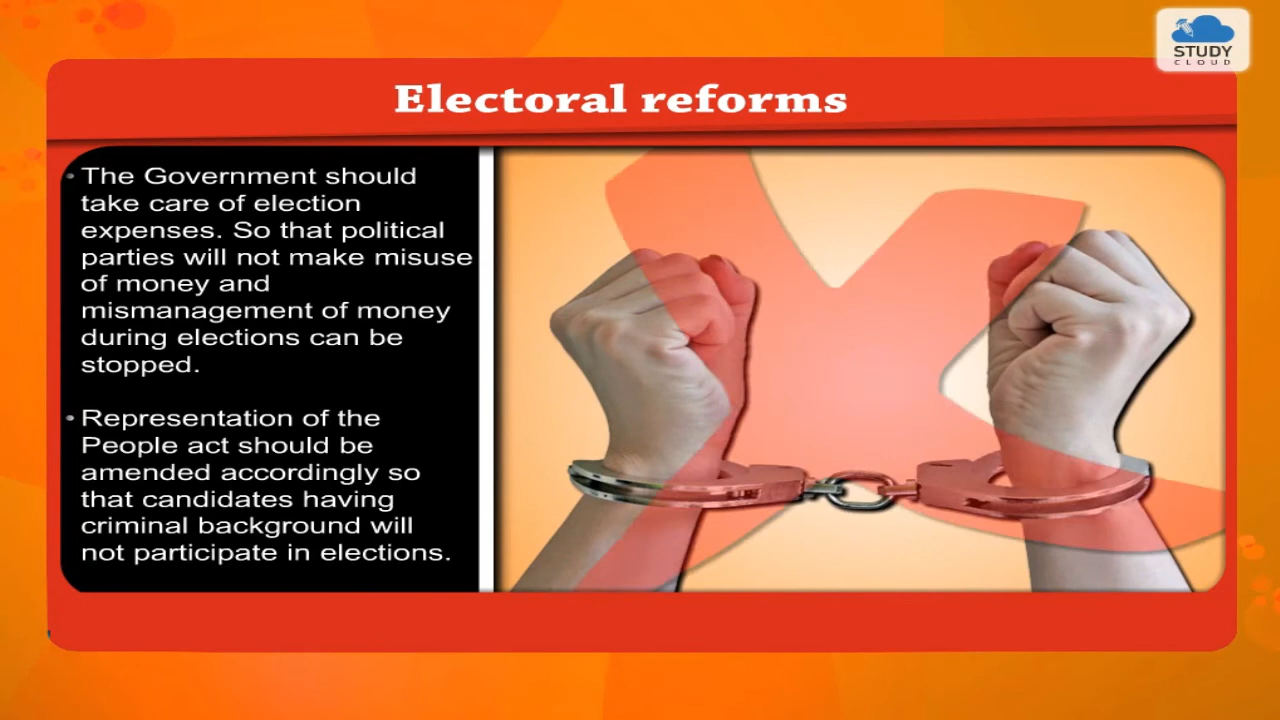 STUDY
CLOUD
Electoral reforms
• The Government should
take care of election
expenses. So that political
parties will not make misuse
of money and
mismanagement of money
during elections can be
stopped.
• Representation of the
People act should be
amended accordingly so
that candidates having
criminal background will
not participate in elections.